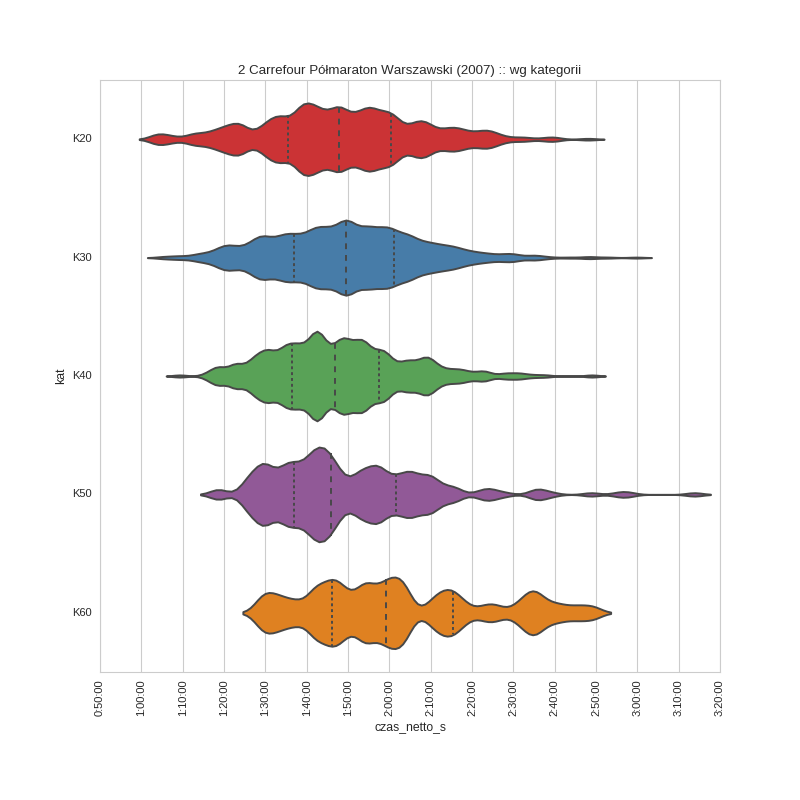 2 Carrefour Półmaraton Warszawski (2007) :: wg kategorii
K20
K30
K40
K50
K60
kat
0:50:00
1:00:00
1:10:00
1:20:00
1:30:00
1:40:00
1:50:00
2:00:00
2:10:00
2:20:00
2:30:00
2:40:00
2:50:00
3:00:00
3:10:00
3:20:00
czas_netto_s